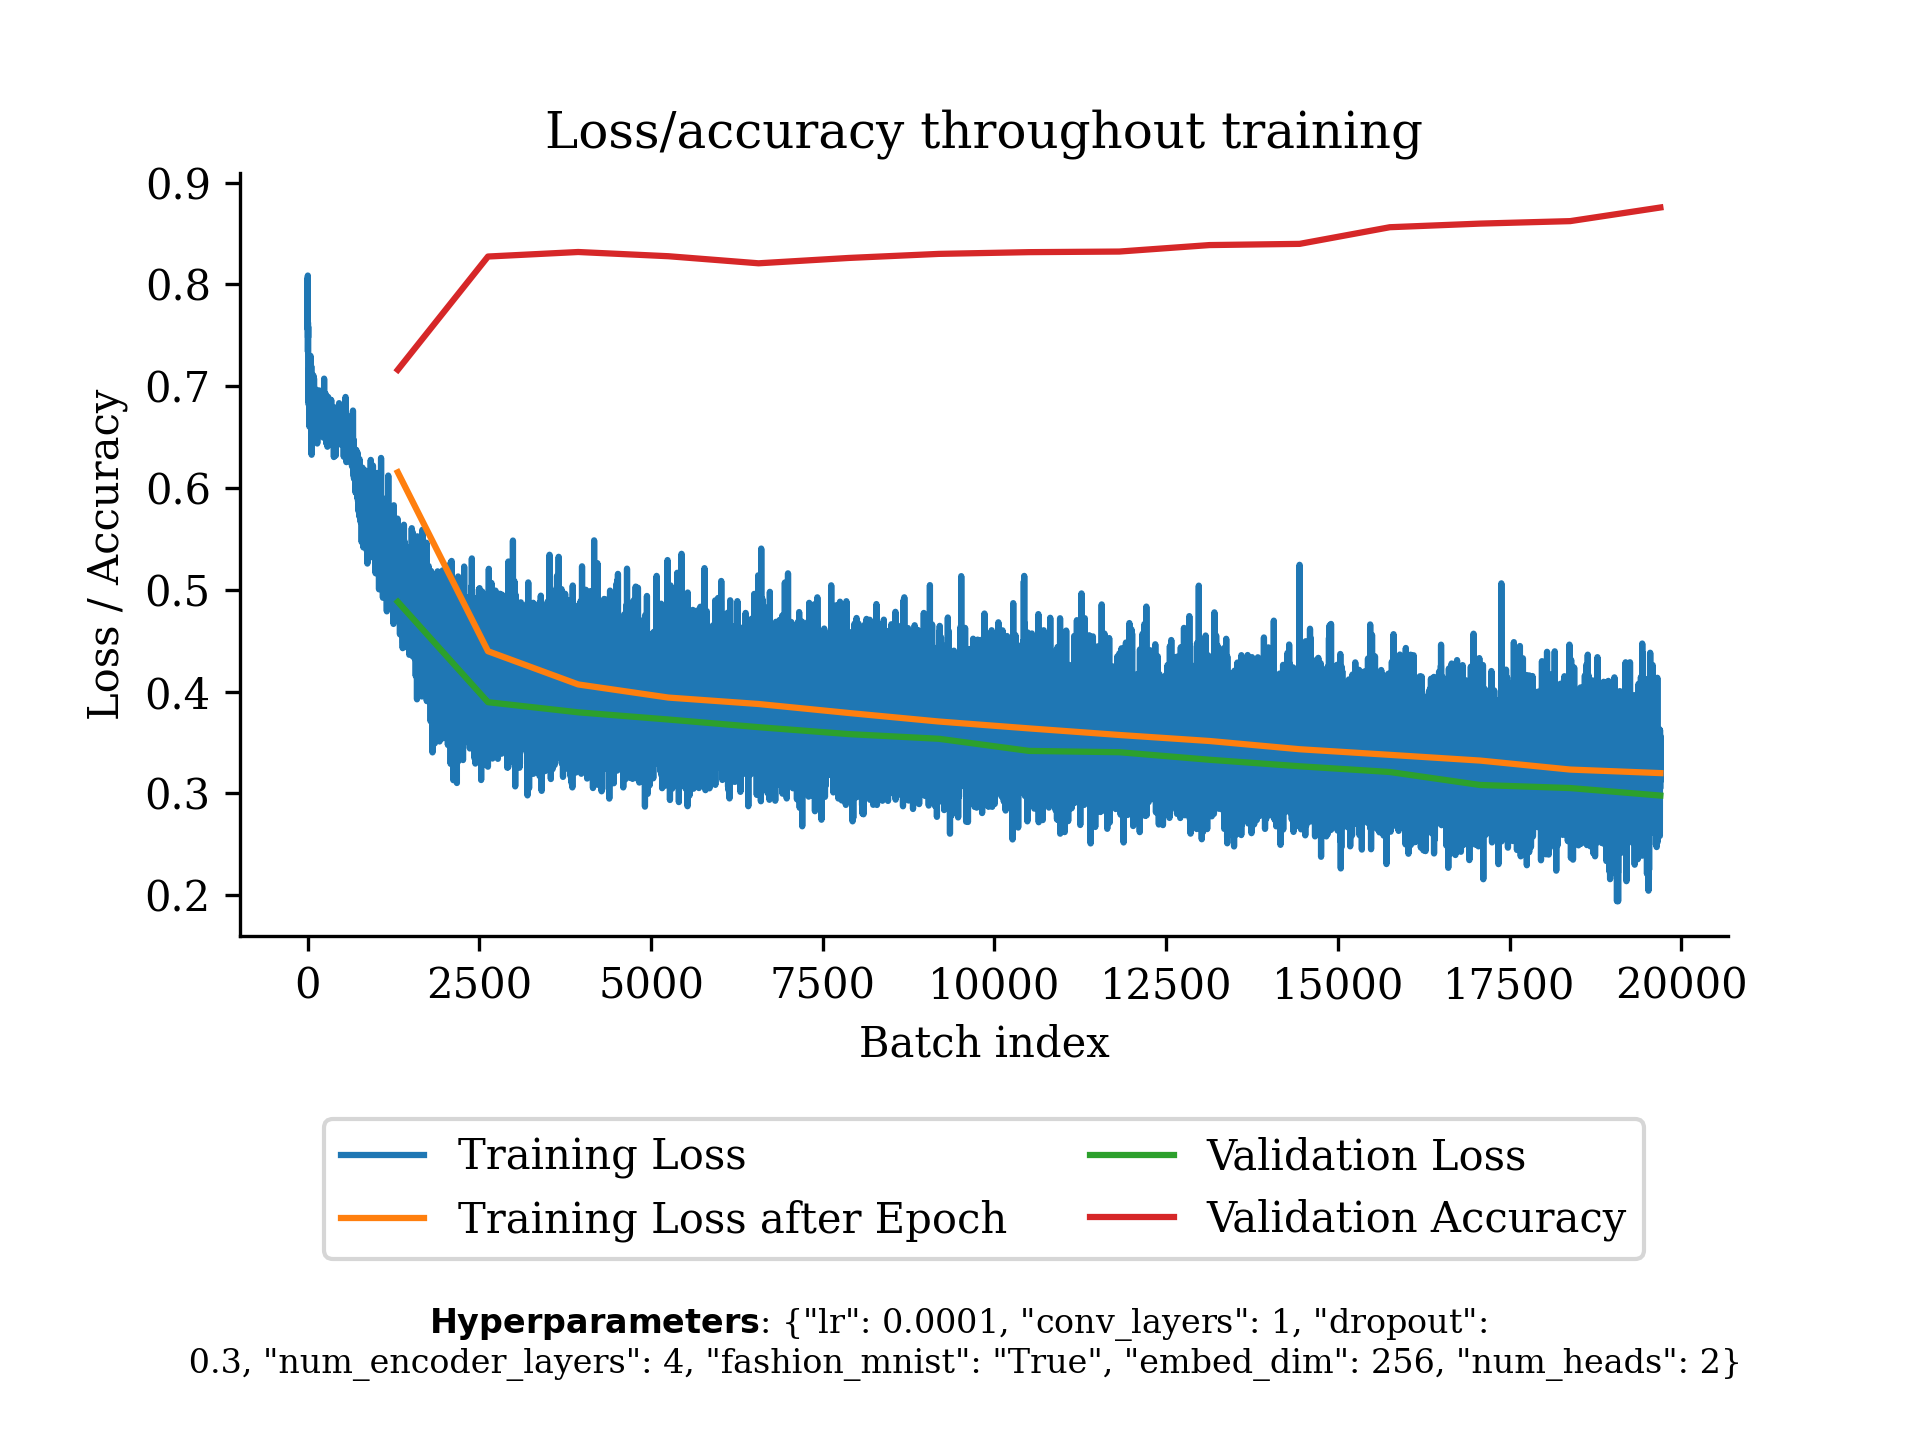 Loss/accuracy throughout training
0.9
0.8
0.7
0.6
0.5
0.4
0.3
0.2
Loss / Accuracy
0 2500 5000 7500 10000 12500 15000 17500 20000
Batch index
Training Loss
Training Loss after Epoch
Validation Loss
Validation Accuracy
Hyperparameters: {"lr": 0.0001, "conv_layers": 1, "dropout":
0.3, "num_encoder_layers": 4, "fashion_mnist": "True", "embed_dim": 256, "num_heads": 2}